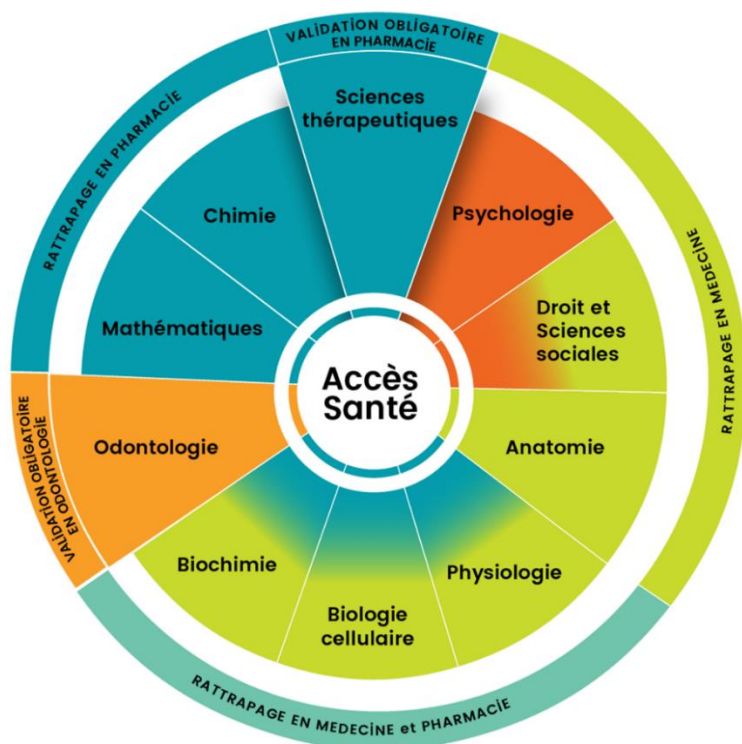 VALIDATION OBLIGATOIRE
EN PHARMACIE
Sciences
thérapeutiques
Psychologie
Droit et
Sciences
sociales
Anatomie
Physiologie
Biologie
cellulaire
Biochimie
Odontologie
Mathématiques
Chimie
Accès
Santé
RATTRAPAGE EN MEDECINE
RATTRAPAGE EN MEDECINE et PHARMACIE
VALIDATION OBLIGATOIRE
EN ODONTOLOGIE
RATTRAPAGE EN PHARMACIE